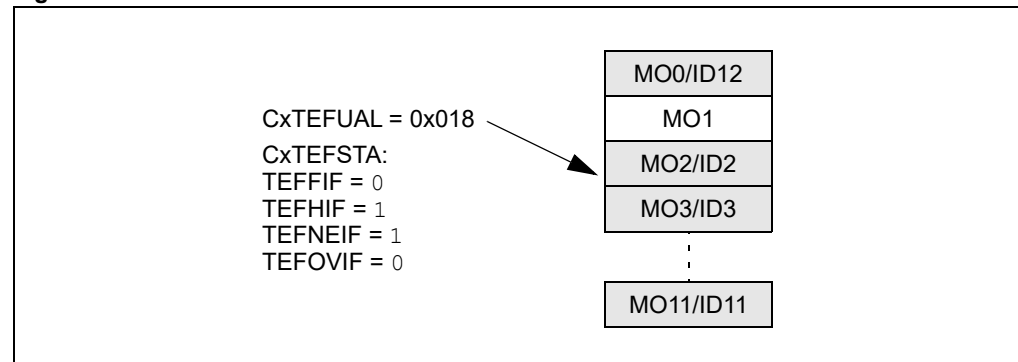 CxTEFUAL = 0x018
CxTEFSTA:
TEFFIF = 0
TEFHIF = 1
TEFNEIF = 1
TEFOVIF = 0
MO0/ID12
MO1
MO2/ID2
MO3/ID3
MO11/ID11